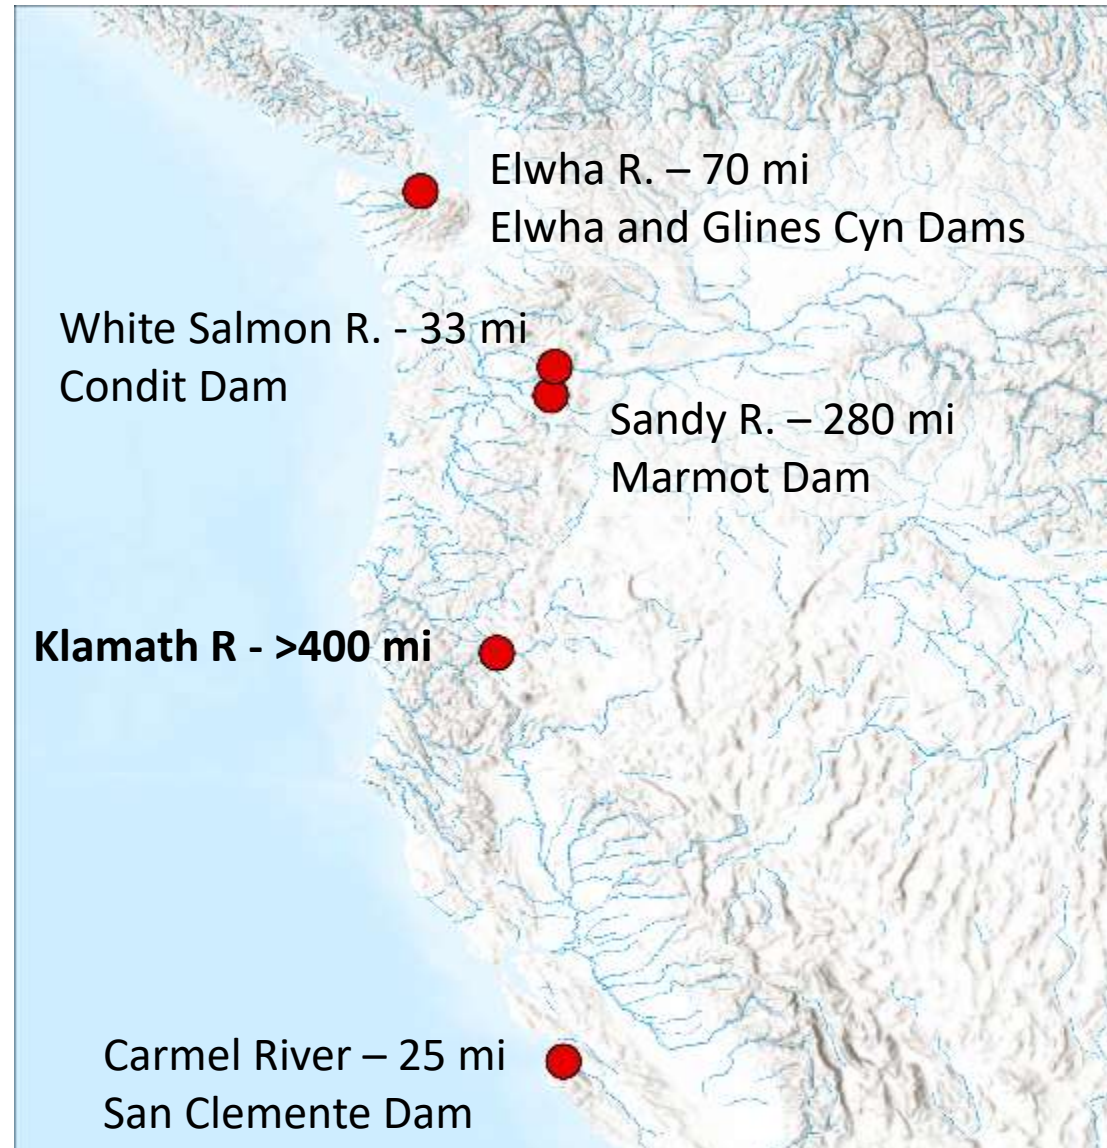 Elwha R. – 70 mi
Elwha and Glines Cyn Dams
White Salmon R. - 33 mi
Condit Dam
Sandy R. – 280 mi
Marmot Dam
Klamath R - >400 mi
Carmel River – 25 mi
San Clemente Dam